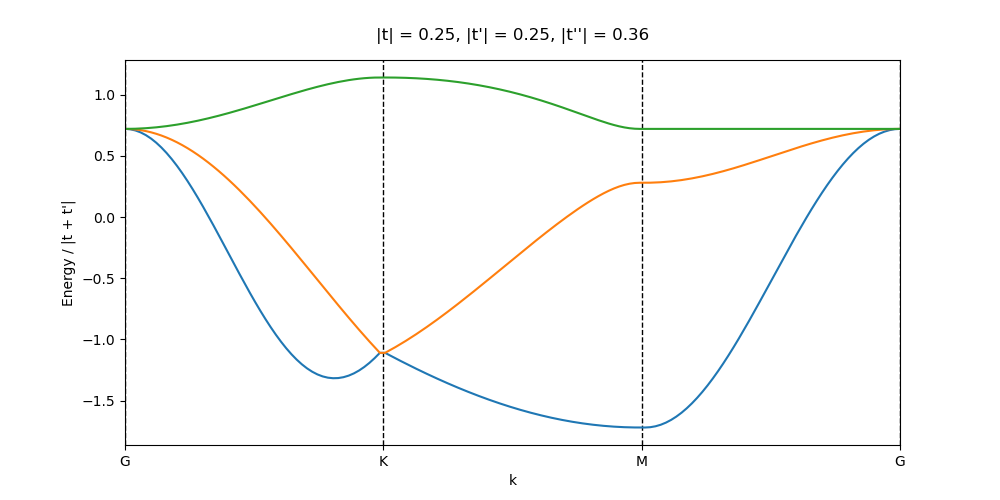 |t| = 0.25, |t'| = 0.25, |t''| = 0.36
Energy / |t + t'|
1.0
0.5
0.0
−0.5
−1.0
−1.5
G K M G
k